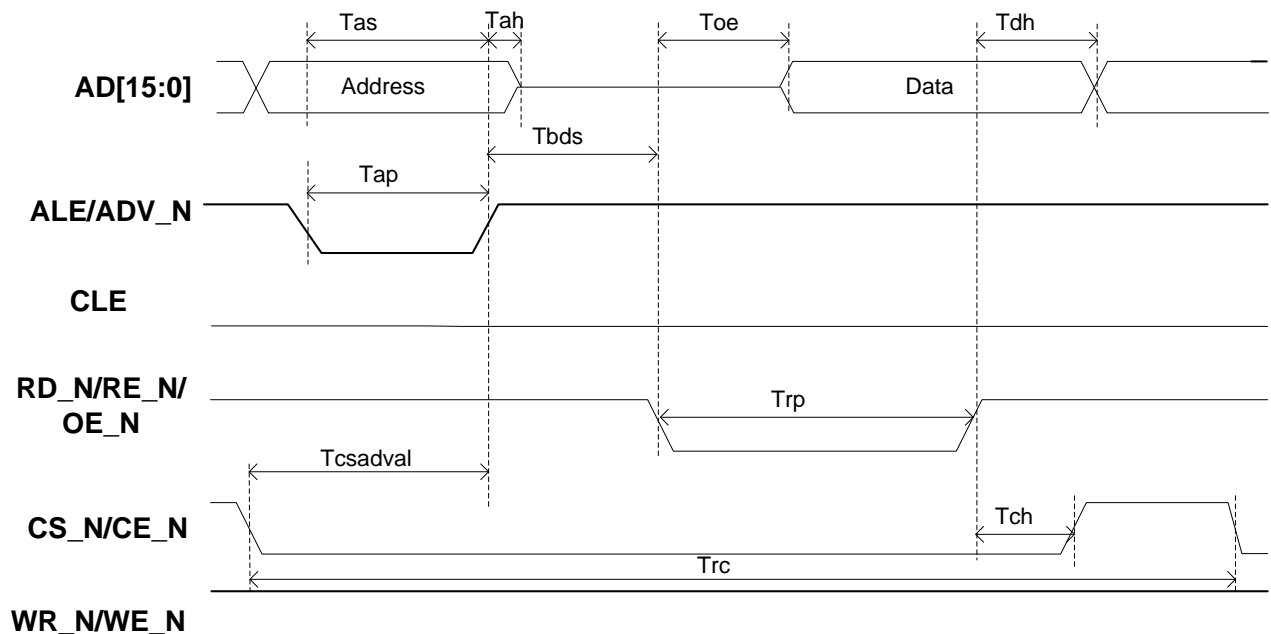 Tas Tah Toe Tdh
AD[15:0] Address Data
Tbds
Tap
ALE/ADV_N
CLE
RD_N/RE_N/
OE_N
Trp
Tcsadval
CS_N/CE_N
Tch
Trc
WR_N/WE_N